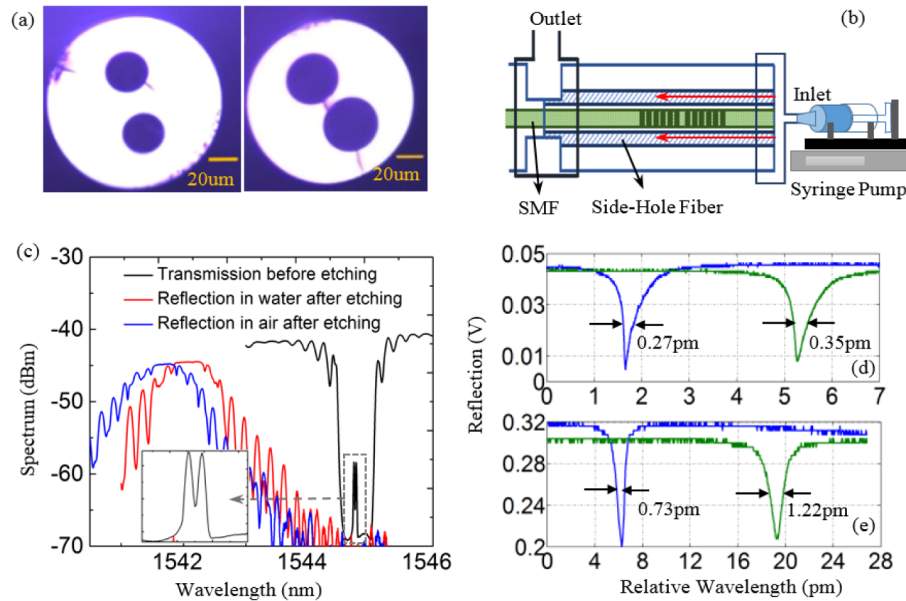 (a)
20um
20um
(b)
Outlet
Inlet
SMF
Side-Hole Fiber
Syringe Pump
(c)
-30
-40
-50
-60
-70
Spectrum (dBm)
Transmission before etching
Reflection in water after etching
Reflection in air after etching
1542
1544
1546
Wavelength (nm)
Reflection (V)
0.05
0.03
0.01
0
0.27pm
0.35pm
(d)
0 1 2 3 4 5 6 7
0.32
0.28
0.24
0.2
0.73pm
1.22pm
(e)
0 4 8 12 16 20 24 28
Relative Wavelength (pm)